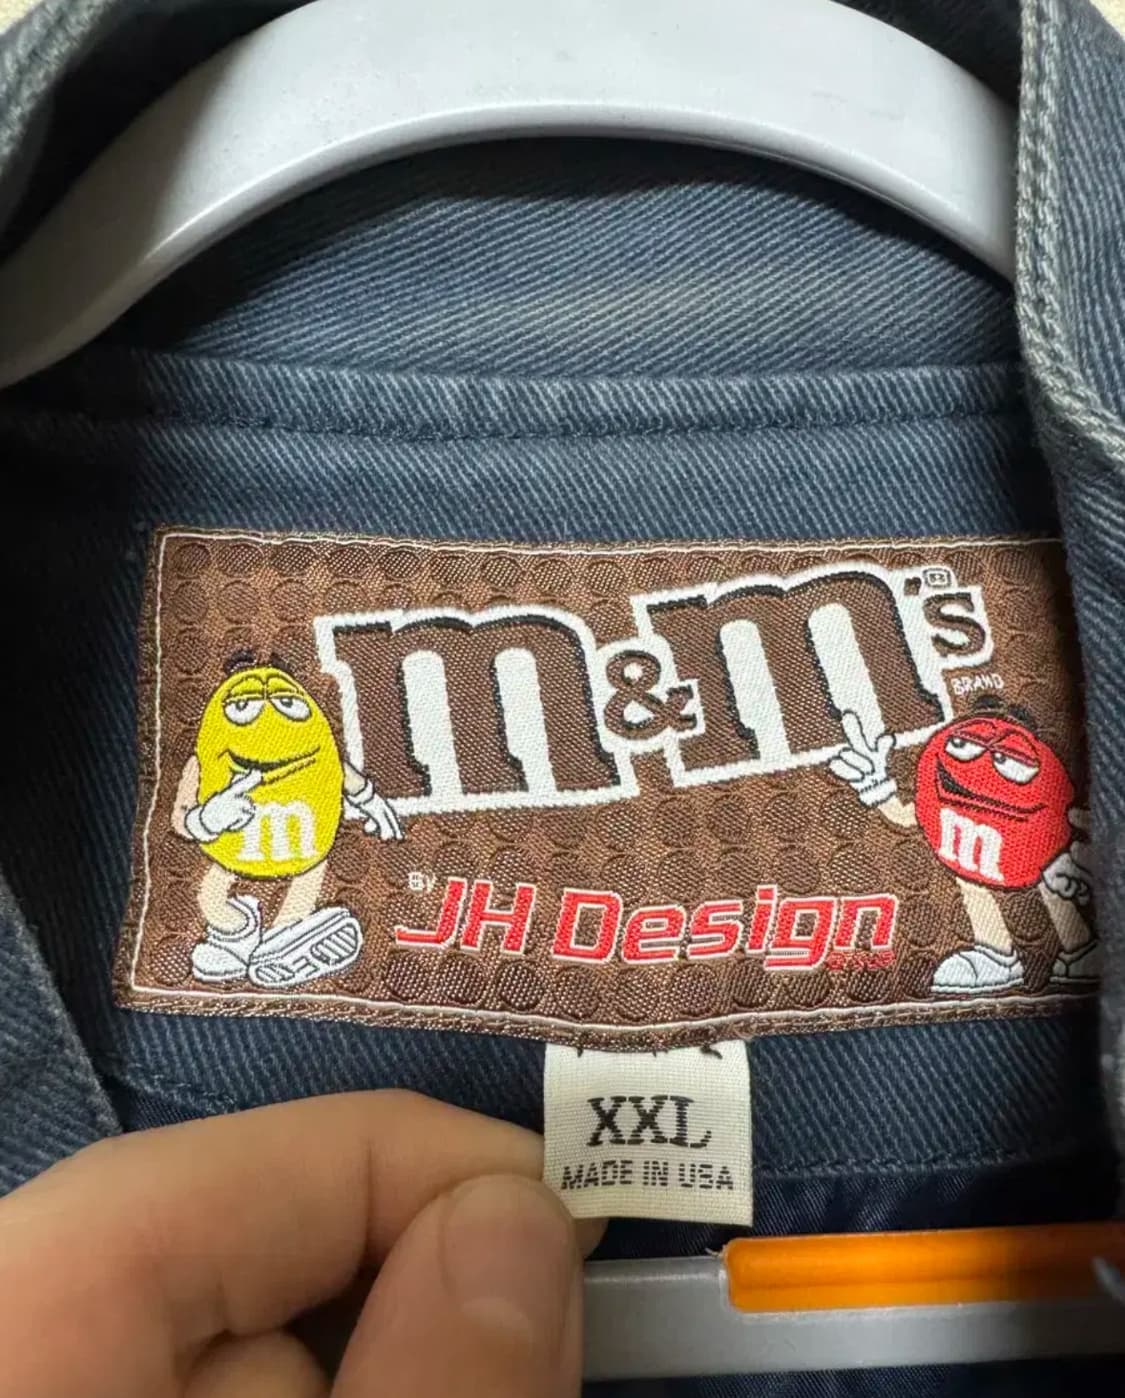 m&m's®
BRAND
m
m
By JH Design
XXL
MADE IN USA